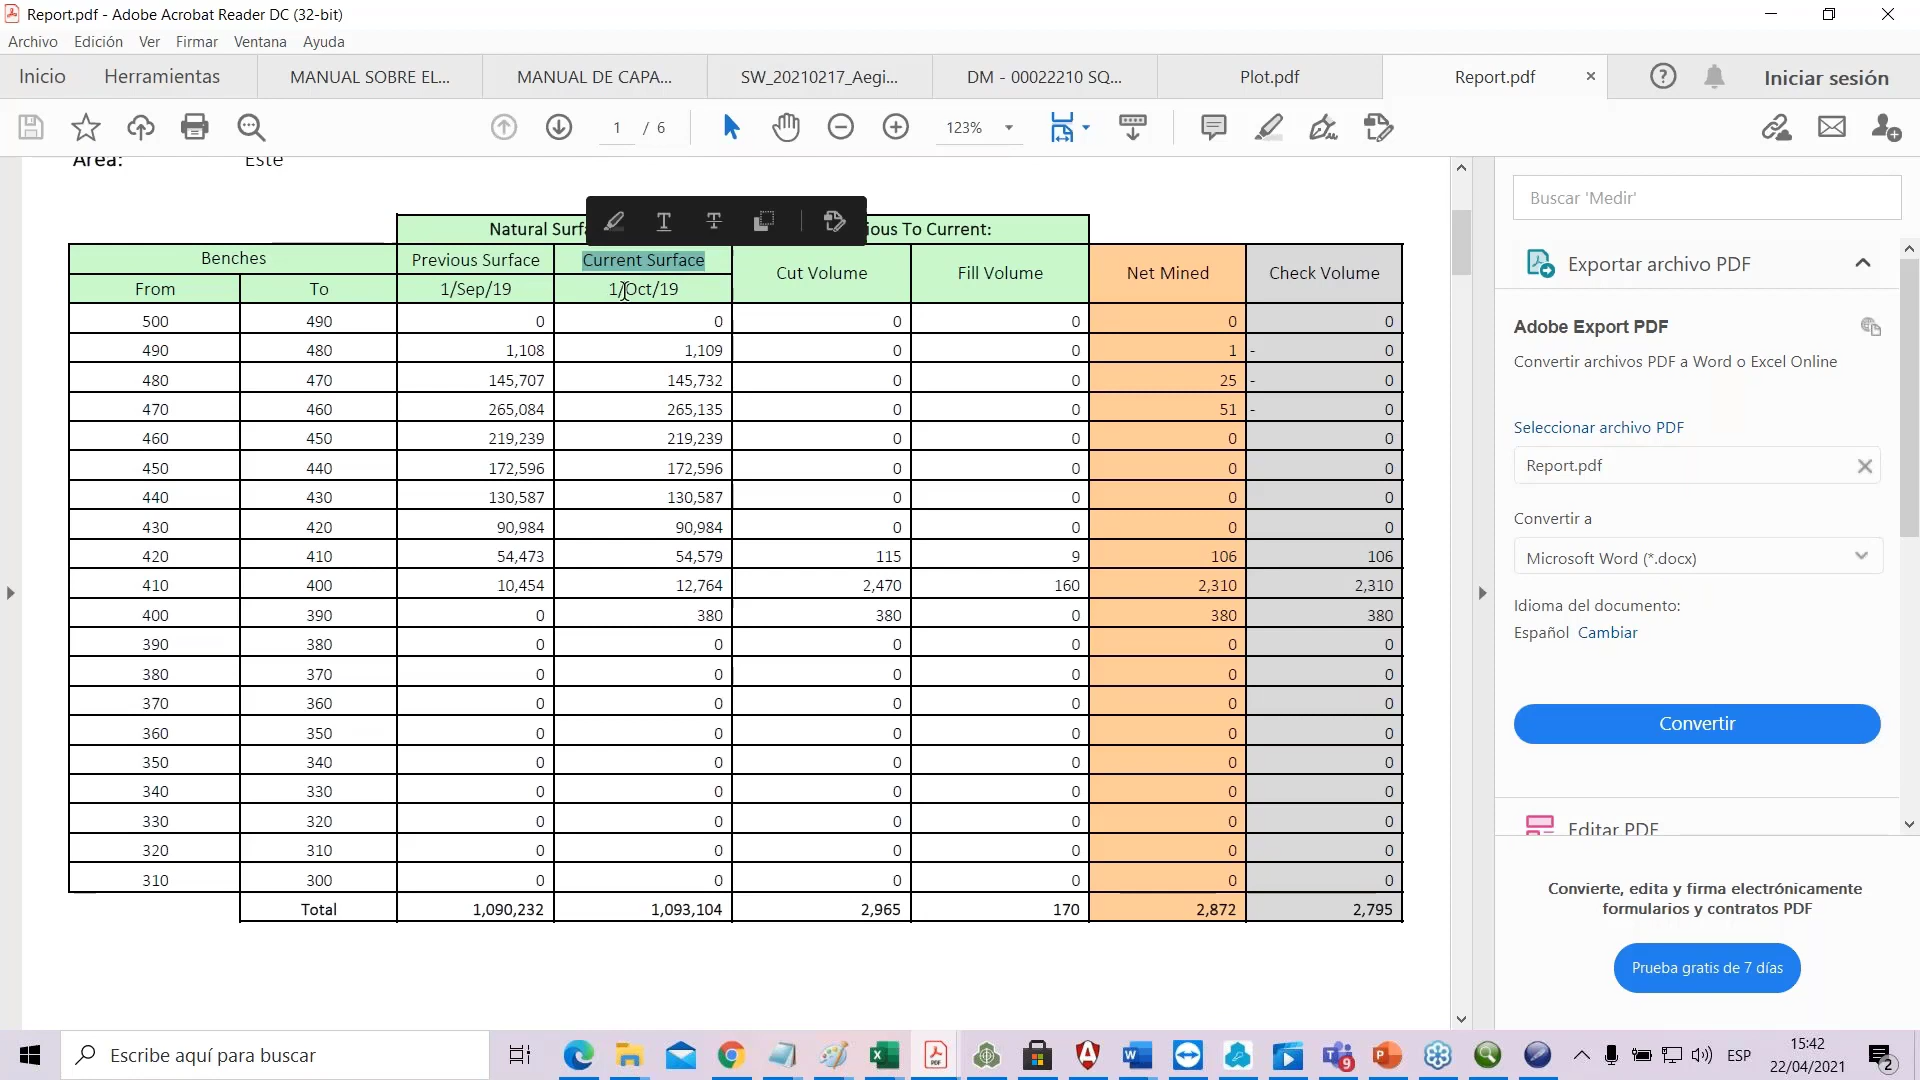 Report.pdf - Adobe Acrobat Reader DC (32-bit)
Archivo Edición Ver Firmar Ventana Ayuda
Inicio Herramientas MANUAL SOBRE EL... MANUAL DE CAPA... SW_20210217_Aegi... DM - 00022210 SQ... Plot.pdf Report.pdf × Iniciar sesión
1 / 6 123%
Área: Este
Natural Surfa ious To Current:
Benches Previous Surface Current Surface Cut Volume Fill Volume Net Mined Check Volume
From To 1/Sep/19 1/Oct/19
500 490 0 0 0 0 0 0
490 480 1,108 1,109 0 0 1 - 0
480 470 145,707 145,732 0 0 25 - 0
470 460 265,084 265,135 0 0 51 - 0
460 450 219,239 219,239 0 0 0 0
450 440 172,596 172,596 0 0 0 0
440 430 130,587 130,587 0 0 0 0
430 420 90,984 90,984 0 0 0 0
420 410 54,473 54,579 115 9 106 106
410 400 10,454 12,764 2,470 160 2,310 2,310
400 390 0 380 380 0 380 380
390 380 0 0 0 0 0 0
380 370 0 0 0 0 0 0
370 360 0 0 0 0 0 0
360 350 0 0 0 0 0 0
350 340 0 0 0 0 0 0
340 330 0 0 0 0 0 0
330 320 0 0 0 0 0 0
320 310 0 0 0 0 0 0
310 300 0 0 0 0 0 0
Total 1,090,232 1,093,104 2,965 170 2,872 2,795
Buscar 'Medir'
Exportar archivo PDF
Adobe Export PDF
Convertir archivos PDF a Word o Excel Online
Seleccionar archivo PDF
Report.pdf
Convertir a
Microsoft Word (*.docx)
Idioma del documento:
Español Cambiar
Convertir
Editar PDF
Convierte, edita y firma electrónicamente
formularios y contratos PDF
Prueba gratis de 7 días
Escribe aquí para buscar
ESP
15:42
22/04/2021
9
2